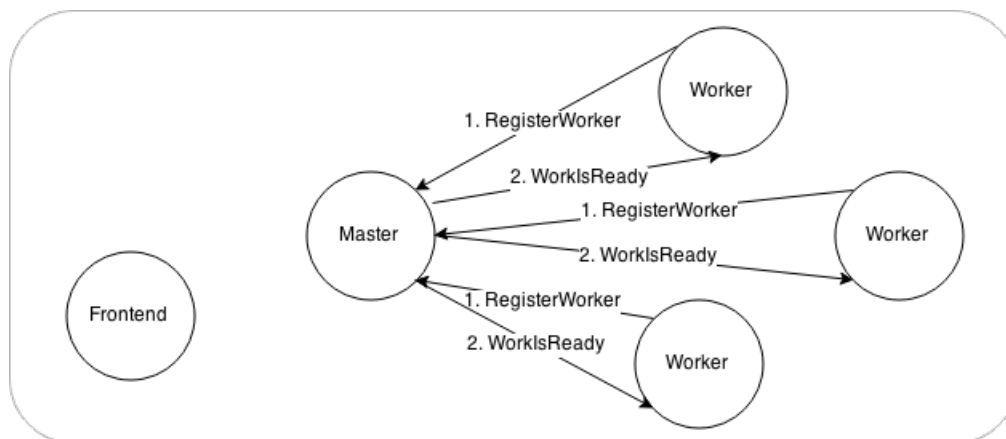 Worker
1. RegisterWorker
2. WorkIsReady
1. RegisterWorker
Master
Worker
2. WorkIsReady
1. RegisterWorker
Frontend
2. WorkIsReady
Worker